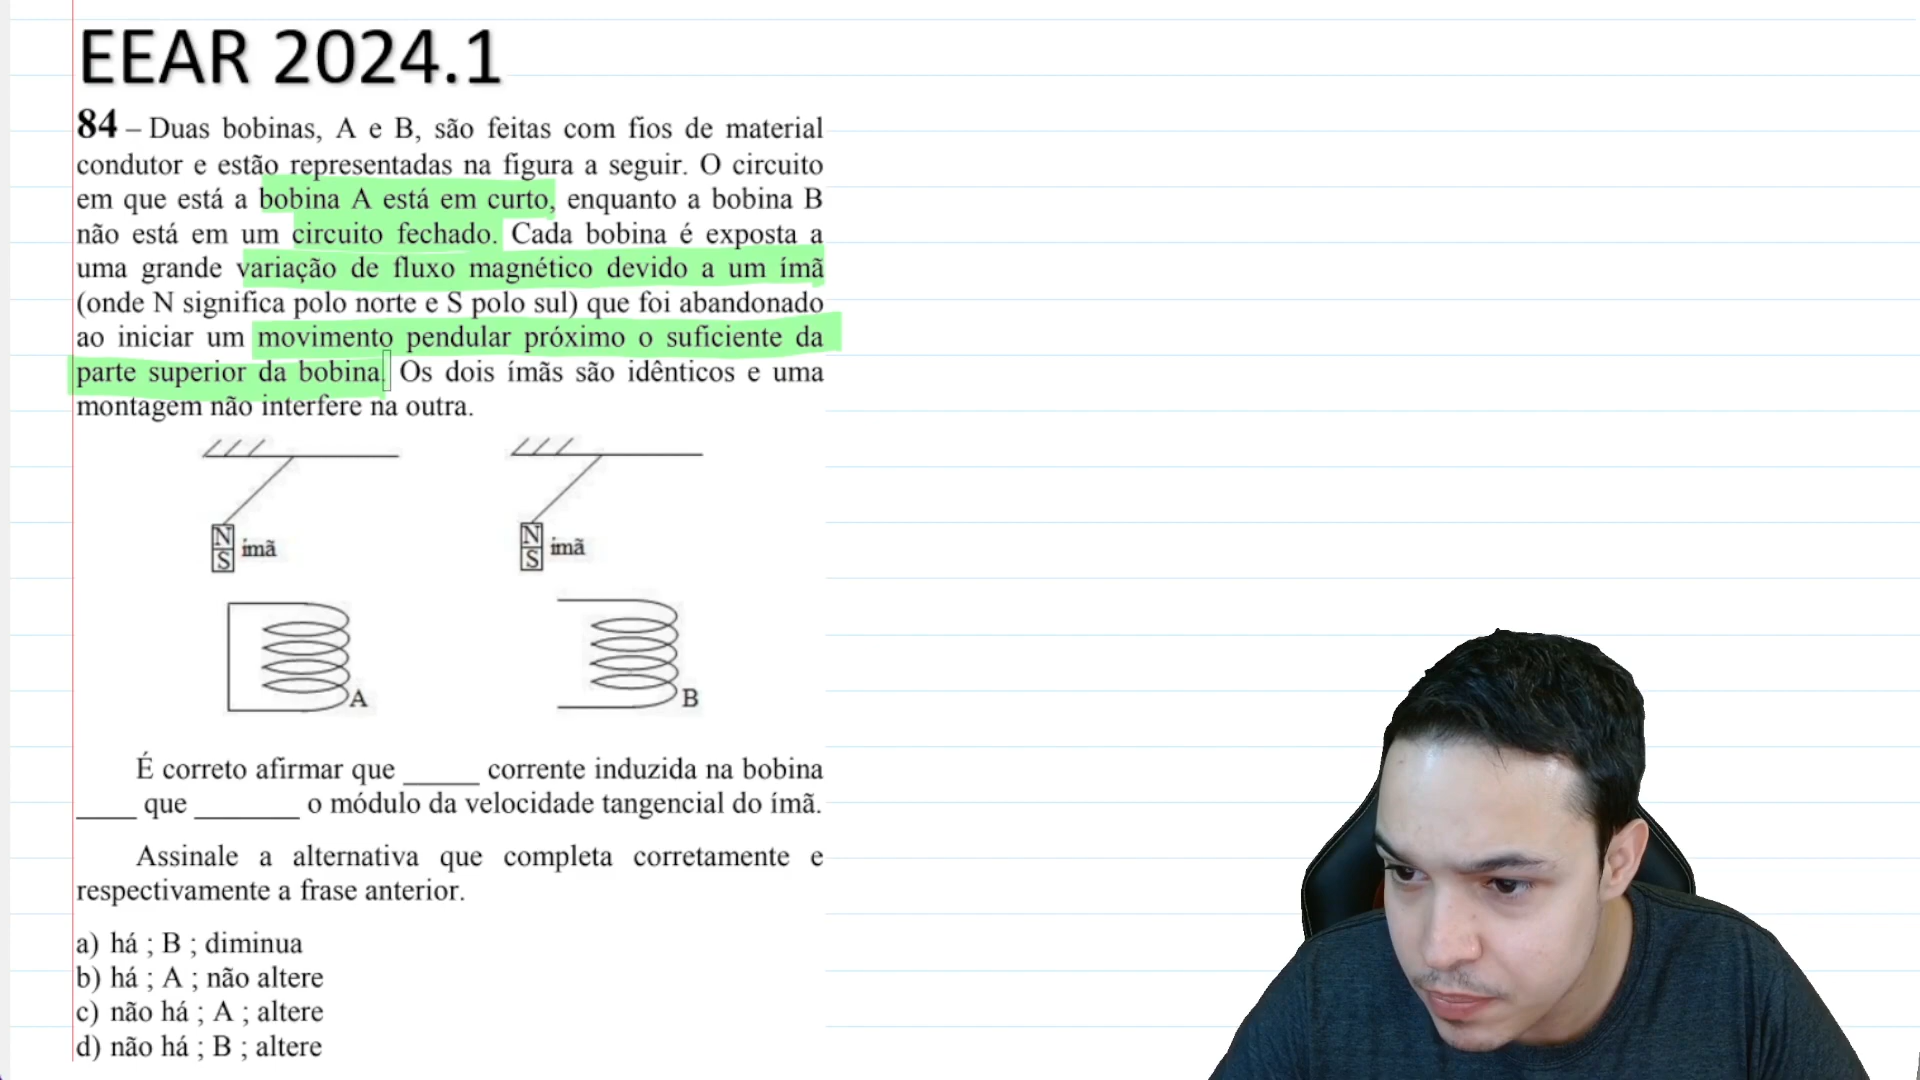 EEAR 2024.1
84 – Duas bobinas, A e B, são feitas com fios de material
condutor e estão representadas na figura a seguir. O circuito
em que está a bobina A está em curto, enquanto a bobina B
não está em um circuito fechado. Cada bobina é exposta a
uma grande variação de fluxo magnético devido a um ímã
(onde N significa polo norte e S polo sul) que foi abandonado
ao iniciar um movimento pendular próximo o suficiente da
parte superior da bobina. Os dois ímãs são idênticos e uma
montagem não interfere na outra.
N
S
ímã
N
S
ímã
A
B
É correto afirmar que _____ corrente induzida na bobina
____ que _______ o módulo da velocidade tangencial do ímã.
Assinale a alternativa que completa corretamente e
respectivamente a frase anterior.
a) há ; B ; diminua
b) há ; A ; não altere
c) não há ; A ; altere
d) não há ; B ; altere